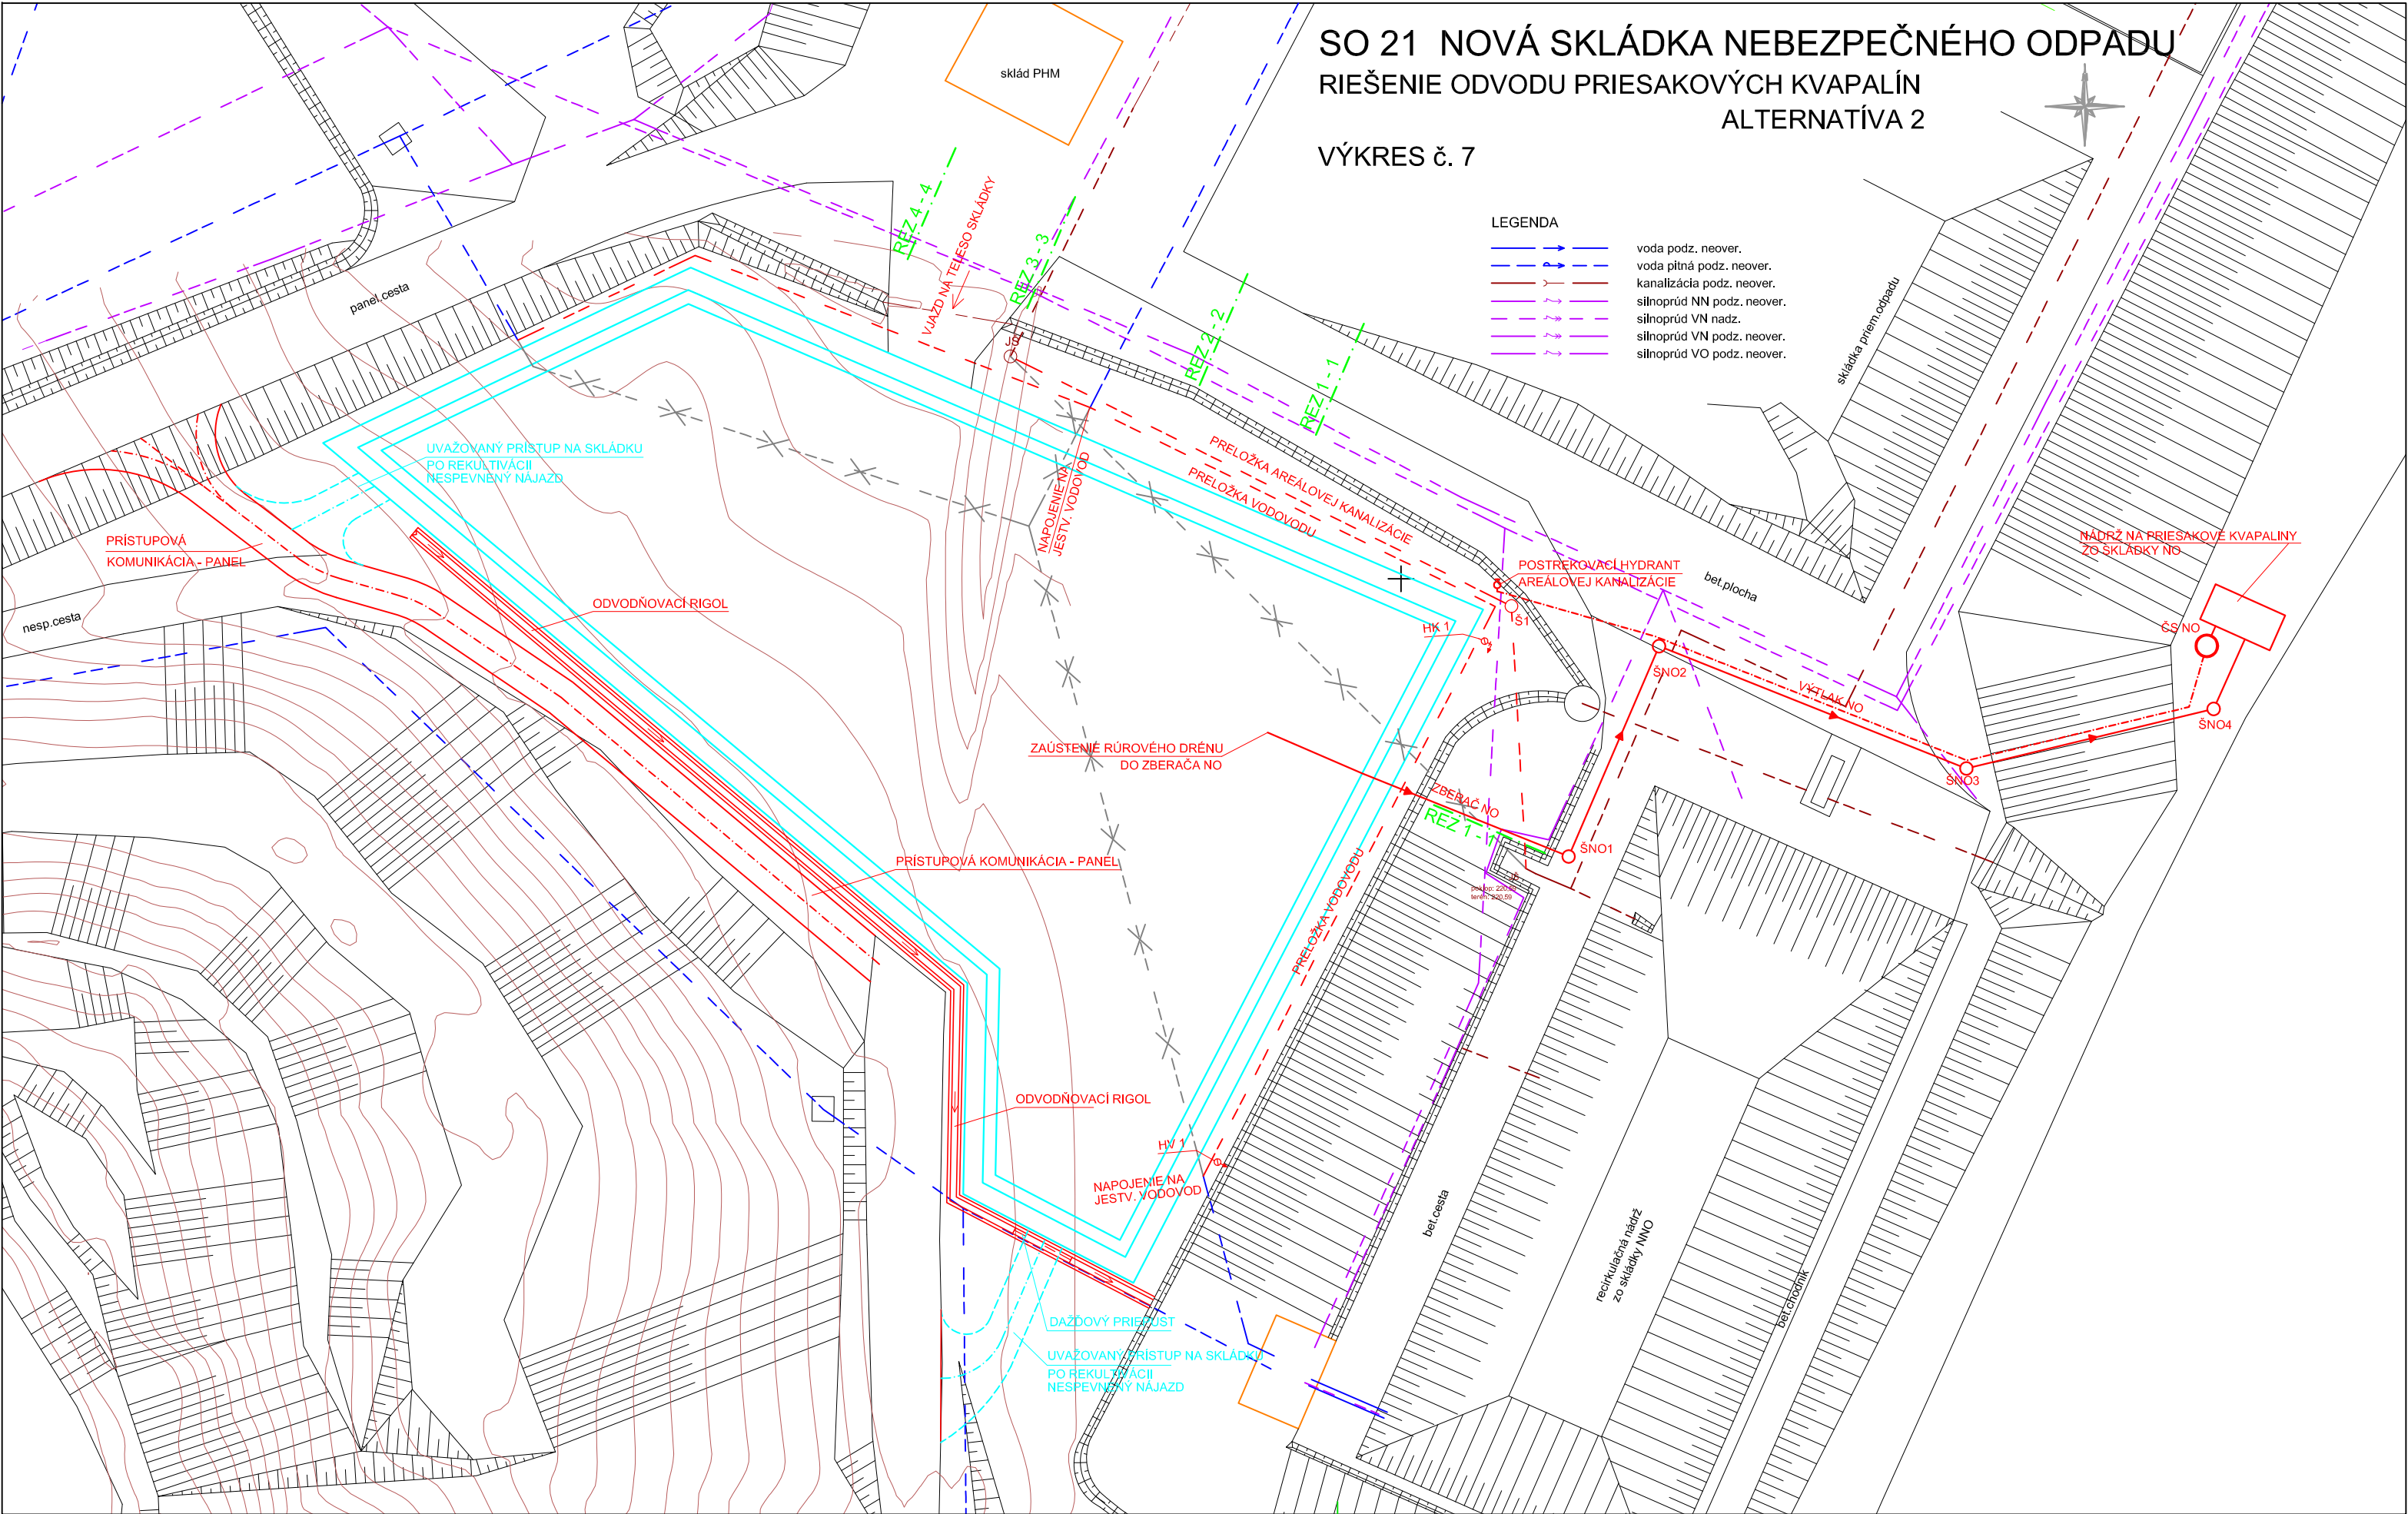 SO 21 NOVÁ SKLÁDKA NEBEZPEČNÉHO ODPADU
RIEŠENIE ODVODU PRIESAKOVÝCH KVAPALÍN
ALTERNATÍVA 2
VÝKRES č. 7
LEGENDA
voda podz. neover.
voda pitná podz. neover.
kanalizácia podz. neover.
silnoprúd NN podz. neover.
silnoprúd VN nadz.
silnoprúd VN podz. neover.
silnoprúd VO podz. neover.
sklád PHM
REZ 4 - 4
VJAZD NA TELESO SKLÁDKY
REZ 3 - 3
REZ 2 - 2
REZ 1 - 1
JŠ
panel.cesta
skládka priem.odpadu
UVAŽOVANÝ PRÍSTUP NA SKLÁDKU
PO REKULTIVÁCII
NESPEVNENÝ NÁJAZD
NAPOJENIE NA
JESTV. VODOVOD
PRELOŽKA AREÁLOVEJ KANALIZÁCIE
PRELOŽKA VODOVODU
PRÍSTUPOVÁ
KOMUNIKÁCIA - PANEL
NÁDRŽ NA PRIESAKOVÉ KVAPALINY
ZO SKLÁDKY NO
POSTREKOVACÍ HYDRANT
AREÁLOVEJ KANALIZÁCIE
bet.plocha
ODVODŇOVACÍ RIGOL
nesp.cesta
HK 1
Š1
ČS NO
ŠNO2
VÝTLAK NO
ŠNO4
ZAÚSTENIE RÚROVÉHO DRÉNU
DO ZBERAČA NO
ŠNO3
ZBERAČ NO
REZ 1 - 1
ŠNO1
PRÍSTUPOVÁ KOMUNIKÁCIA - PANEL
terén: 220.59
PRELOŽKA VODOVODU
ODVODŇOVACÍ RIGOL
HV 1
NAPOJENIE NA
JESTV. VODOVOD
bet.cesta
recirkulačná nádrž
zo skládky NNO
bet.chodník
DAŽĎOVÝ PRIEPUST
UVAŽOVANÝ PRÍSTUP NA SKLÁDKU
PO REKULTIVÁCII
NESPEVNENÝ NÁJAZD